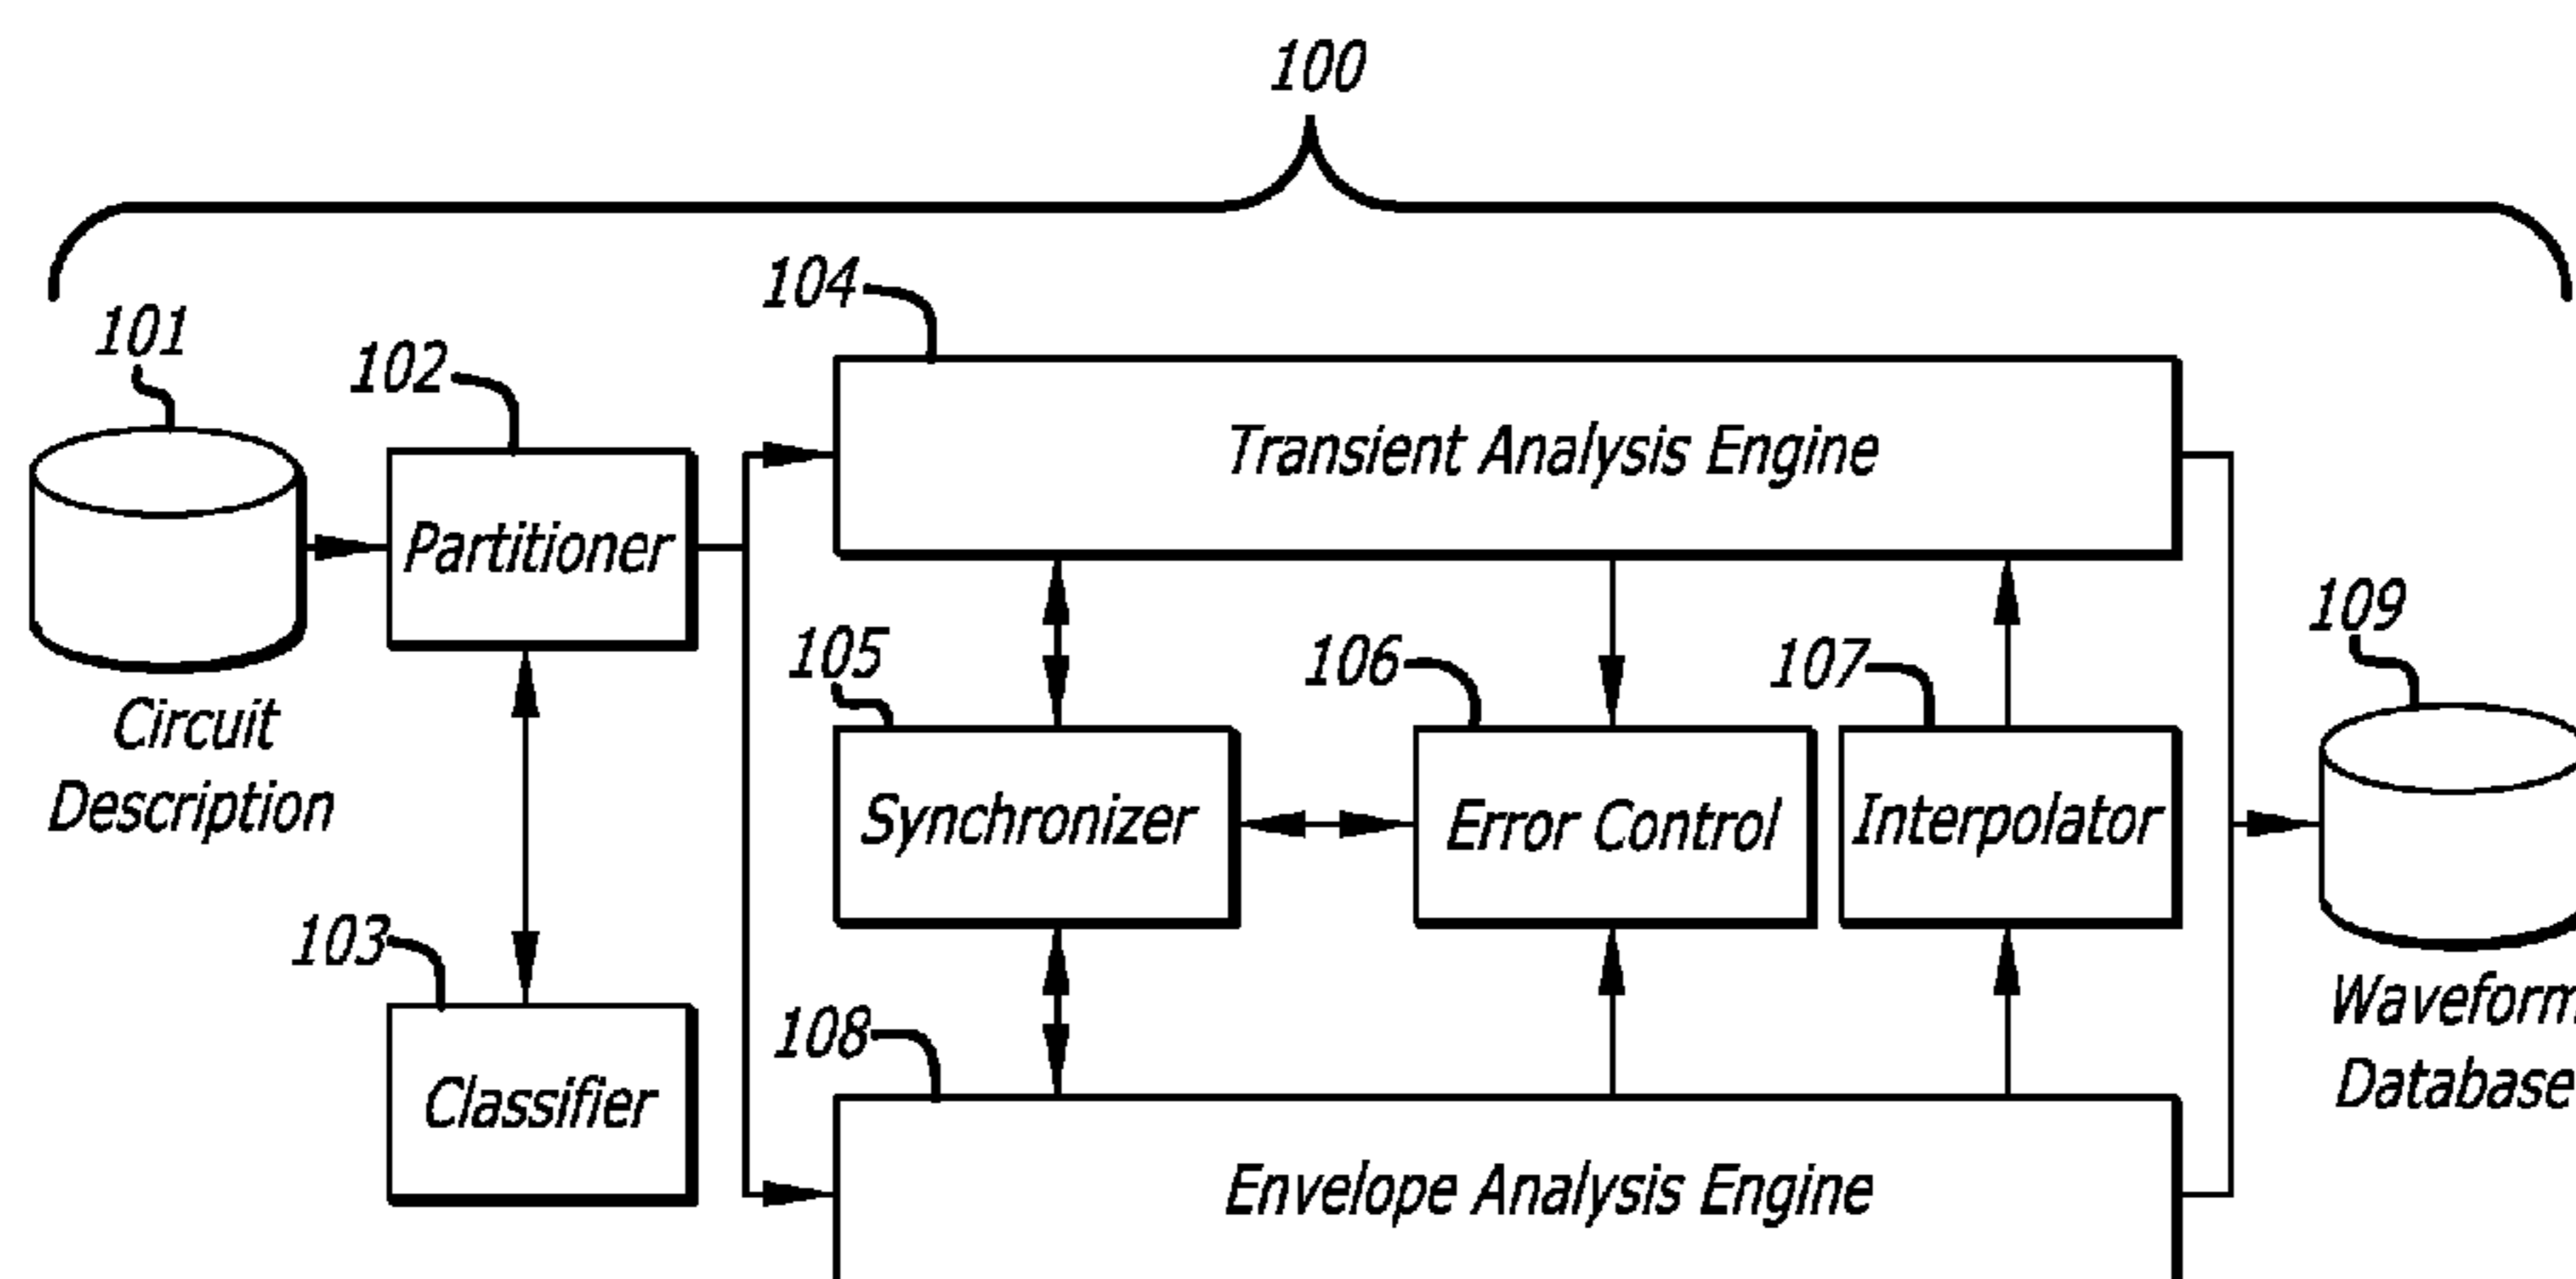 100
101
102
104
Transient Analysis Engine
Partitioner
Circuit
Description
105
106
107
109
Synchronizer
Error Control
Interpolator
103
Classifier
108
Waveform
Database
Envelope Analysis Engine